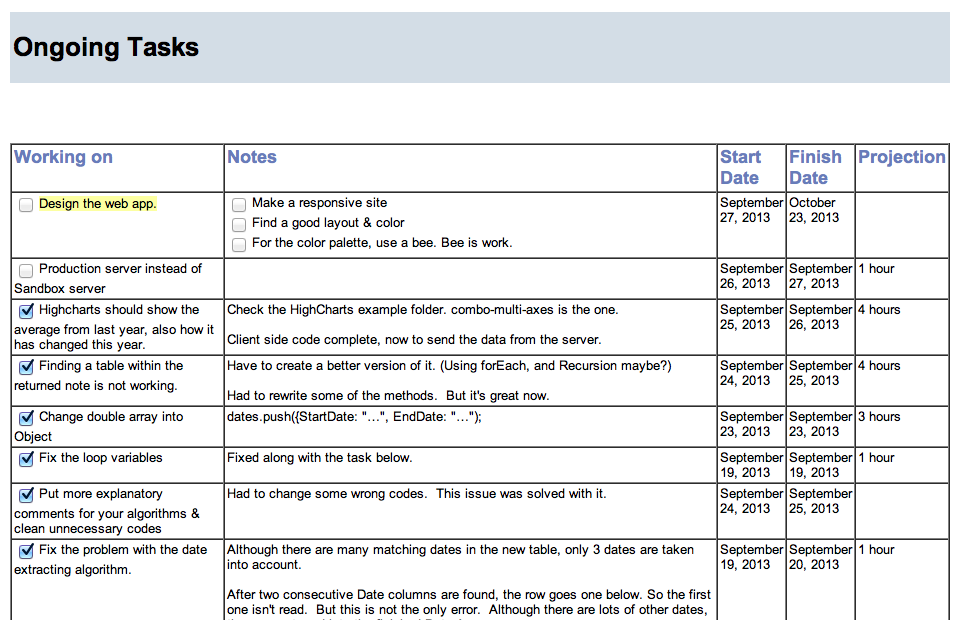 Ongoing Tasks
Working on
Notes
Start
Date
Finish
Date
Projection
Design the web app.
Make a responsive site
Find a good layout & color
For the color palette, use a bee. Bee is work.
September
27, 2013
October
23, 2013
Production server instead of
Sandbox server
September
26, 2013
September
27, 2013
1 hour
Highcharts should show the
average from last year, also how it
has changed this year.
Check the HighCharts example folder. combo-multi-axes is the one.
Client side code complete, now to send the data from the server.
September
25, 2013
September
26, 2013
4 hours
Finding a table within the
returned note is not working.
Have to create a better version of it. (Using forEach, and Recursion maybe?)
Had to rewrite some of the methods.  But it's great now.
September
24, 2013
September
25, 2013
4 hours
Change double array into
Object
dates.push({StartDate: "…", EndDate: "…");
September
23, 2013
September
23, 2013
3 hours
Fix the loop variables
Fixed along with the task below.
September
19, 2013
September
19, 2013
1 hour
Put more explanatory
comments for your algorithms &
clean unnecessary codes
Had to change some wrong codes.  This issue was solved with it.
September
24, 2013
September
25, 2013
Fix the problem with the date
extracting algorithm.
Although there are many matching dates in the new table, only 3 dates are taken
into account.
After two consecutive Date columns are found, the row goes one below. So the first
one isn't read.  But this is not the only error.  Although there are lots of other dates,
September
19, 2013
September
20, 2013
1 hour